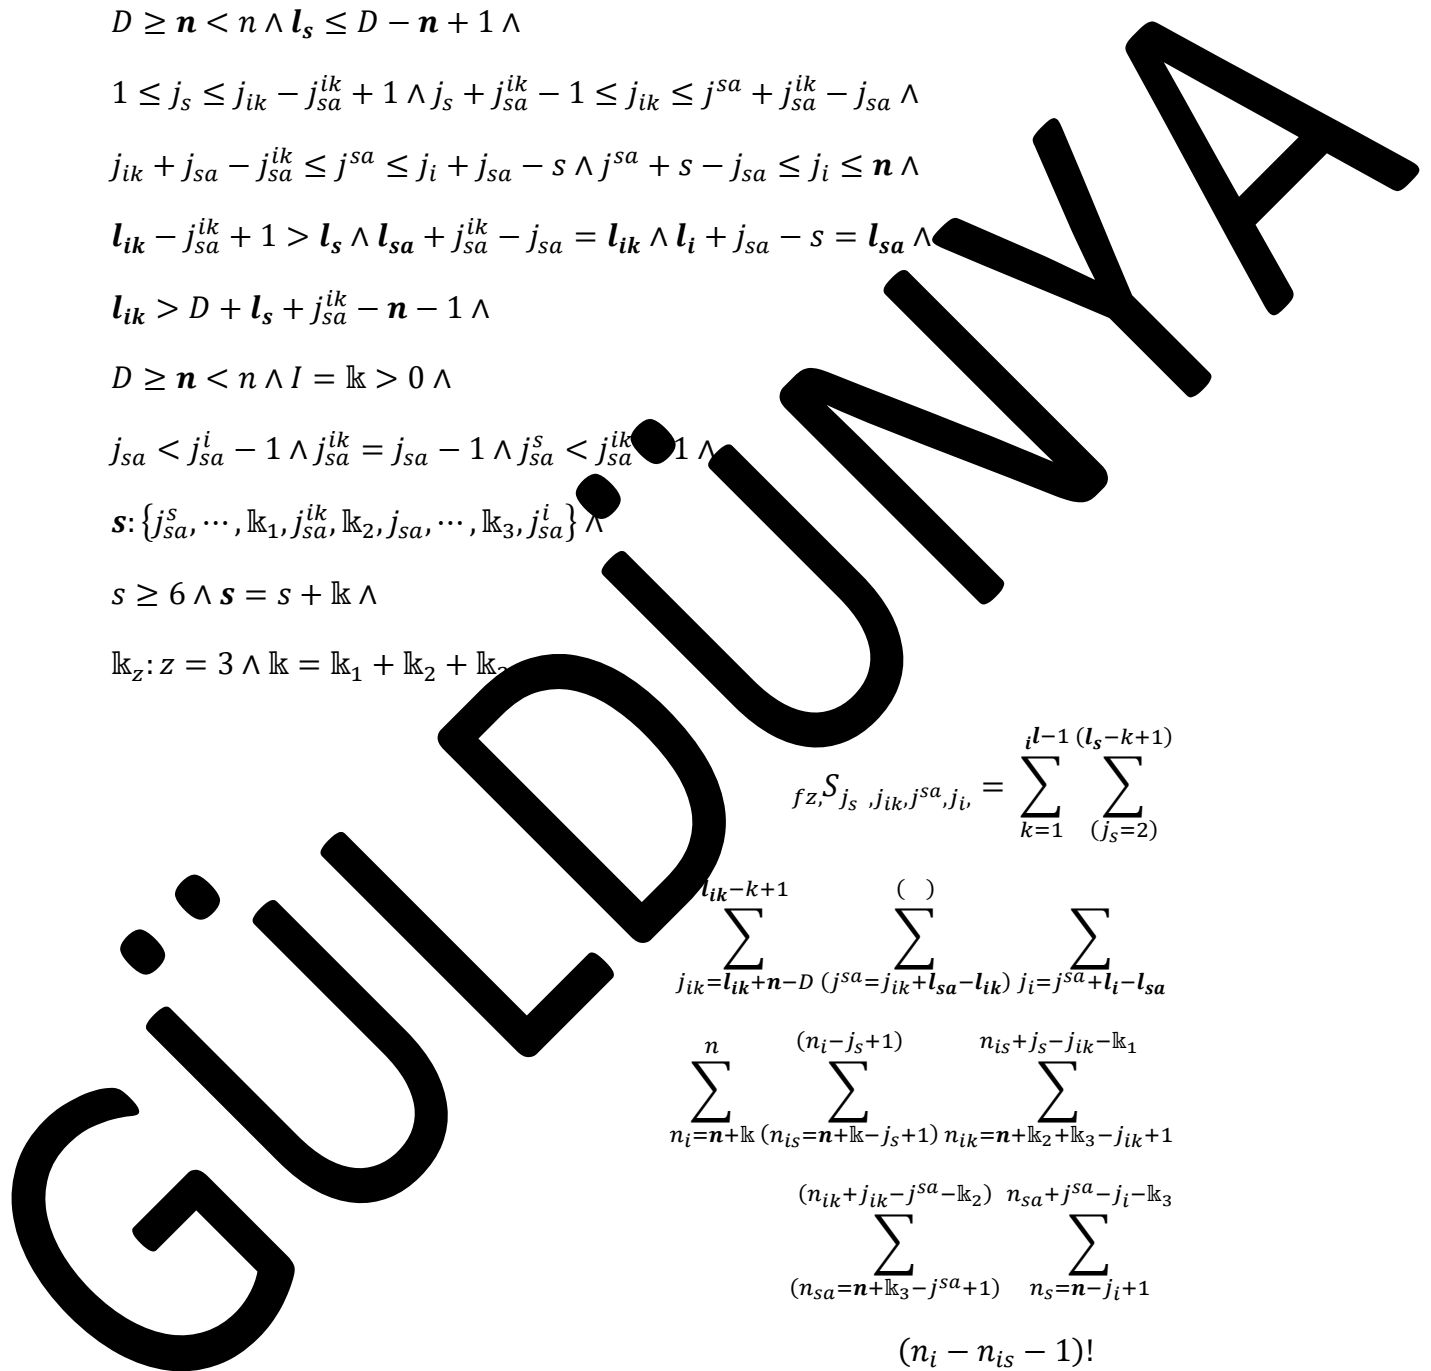 D ≥ n < n ∧ l_s ≤ D − n + 1 ∧
1 ≤ j_s ≤ j_{ik} − j_{sa}^{ik} + 1 ∧ j_s + j_{sa}^{ik} − 1 ≤ j_{ik} ≤ j^{sa} + j_{sa}^{ik} − j_{sa} ∧
j_{ik} + j_{sa} − j_{sa}^{ik} ≤ j^{sa} ≤ j_i + j_{sa} − s ∧ j^{sa} + s − j_{sa} ≤ j_i ≤ n ∧
l_{ik} − j_{sa}^{ik} + 1 > l_s ∧ l_{sa} + j_{sa}^{ik} − j_{sa} = l_{ik} ∧ l_i + j_{sa} − s = l_{sa} ∧
l_{ik} > D + l_s + j_{sa}^{ik} − n − 1 ∧
D ≥ n < n ∧ I = 𝕜 > 0 ∧
j_{sa} < j_{sa}^{i} − 1 ∧ j_{sa}^{ik} = j_{sa} − 1 ∧ j_{sa}^{s} < j_{sa}^{ik} 1 ∧
s: {j_{sa}^{s}, ⋯, 𝕜_1, j_{sa}^{ik}, 𝕜_2, j_{sa}, ⋯, 𝕜_3, j_{sa}^{i}} ∧
s ≥ 6 ∧ s = s + 𝕜 ∧
𝕜_z: z = 3 ∧ 𝕜 = 𝕜_1 + 𝕜_2 + 𝕜
_{fz,}S_{j_s ,j_{ik},j^{sa},j_i,} = ∑_{k=1}^{_il−1} ∑_{(j_s=2)}^{(l_s−k+1)}
∑_{j_{ik}=l_{ik}+n−D}^{l_{ik}−k+1} ∑_{(j^{sa}=j_{ik}+l_{sa}−l_{ik})}^{( )} ∑_{j_i=j^{sa}+l_i−l_{sa}}
∑_{n_i=n+𝕜}^{n} ∑_{(n_{is}=n+𝕜−j_s+1)}^{(n_i−j_s+1)} ∑_{n_{ik}=n+𝕜_2+𝕜_3−j_{ik}+1}^{n_{is}+j_s−j_{ik}−𝕜_1}
∑_{(n_{sa}=n+𝕜_3−j^{sa}+1)}^{(n_{ik}+j_{ik}−j^{sa}−𝕜_2)} ∑_{n_s=n−j_i+1}^{n_{sa}+j^{sa}−j_i−𝕜_3}
(n_i − n_{is} − 1)!
GÜLDÜNYA